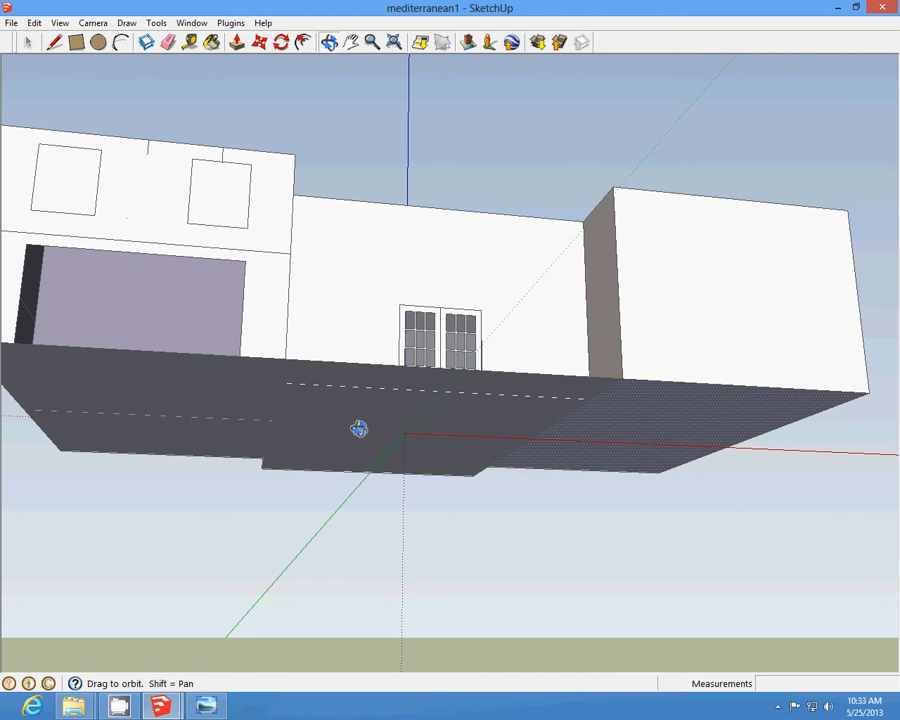 mediterranean1 - SketchUp
File Edit View Camera Draw Tools Window Plugins Help
Drag to orbit. Shift = Pan Measurements
10:33 AM
5/25/2013